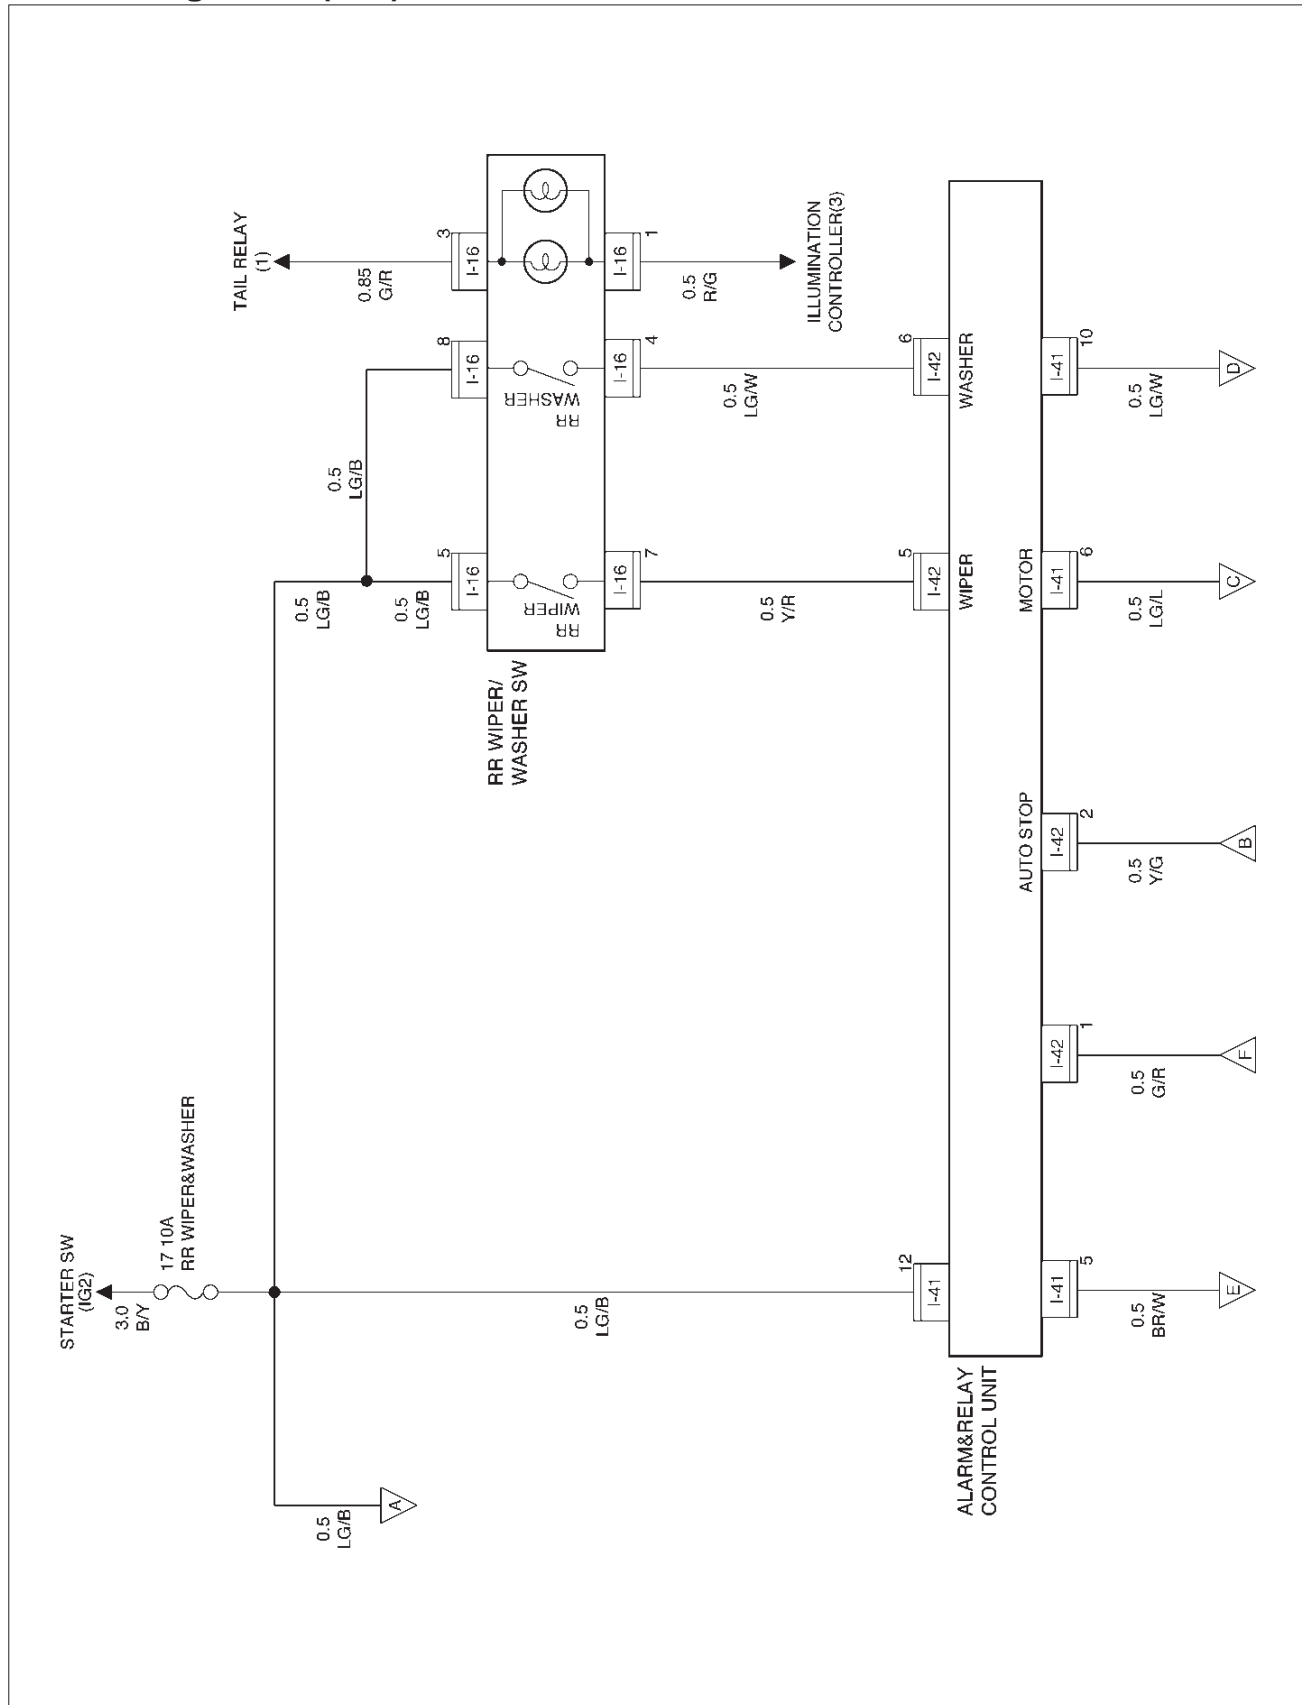 STARTER SW
(IG2)
3.0
B/Y
17 10A
RR WIPER&WASHER
TAIL RELAY
(1)
0.85
G/R
0.5
LG/B
A
0.5
LG/B
0.5
LG/B
0.5
LG/B
5
I-16
8
I-16
3
I-16
RR
WIPER
RR
WASHER
RR WIPER/
WASHER SW
I-16
7
I-16
4
I-16
1
0.5
Y/R
0.5
LG/W
0.5
R/G
ILLUMINATION
CONTROLLER(3)
0.5
LG/B
12
I-41
5
I-42
6
I-42
WIPER
WASHER
ALARM&RELAY
CONTROL UNIT
AUTO STOP
MOTOR
I-41
5
I-42
1
I-42
2
I-41
6
I-41
10
0.5
BR/W
0.5
G/R
0.5
Y/G
0.5
LG/L
0.5
LG/W
E
F
B
C
D